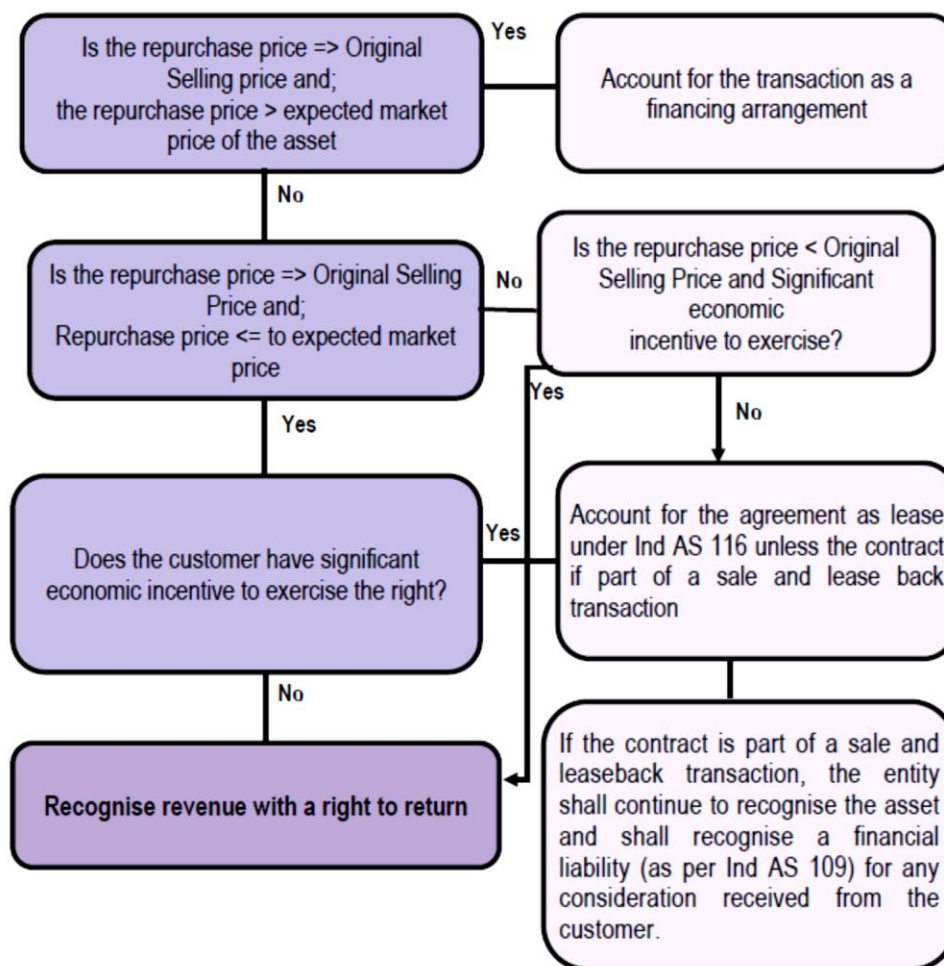 Is the repurchase price => Original
Selling price and;
the repurchase price > expected market
price of the asset
Yes
Account for the transaction as a
financing arrangement
No
Is the repurchase price => Original Selling
Price and;
Repurchase price <= to expected market
price
No
Is the repurchase price < Original
Selling Price and Significant
economic
incentive to exercise?
Yes
No
Yes
Does the customer have significant
economic incentive to exercise the right?
Yes
Account for the agreement as lease
under Ind AS 116 unless the contract
if part of a sale and lease back
transaction
No
Recognise revenue with a right to return
If the contract is part of a sale and
leaseback transaction, the entity
shall continue to recognise the asset
and shall recognise a financial
liability (as per Ind AS 109) for any
consideration received from the
customer.